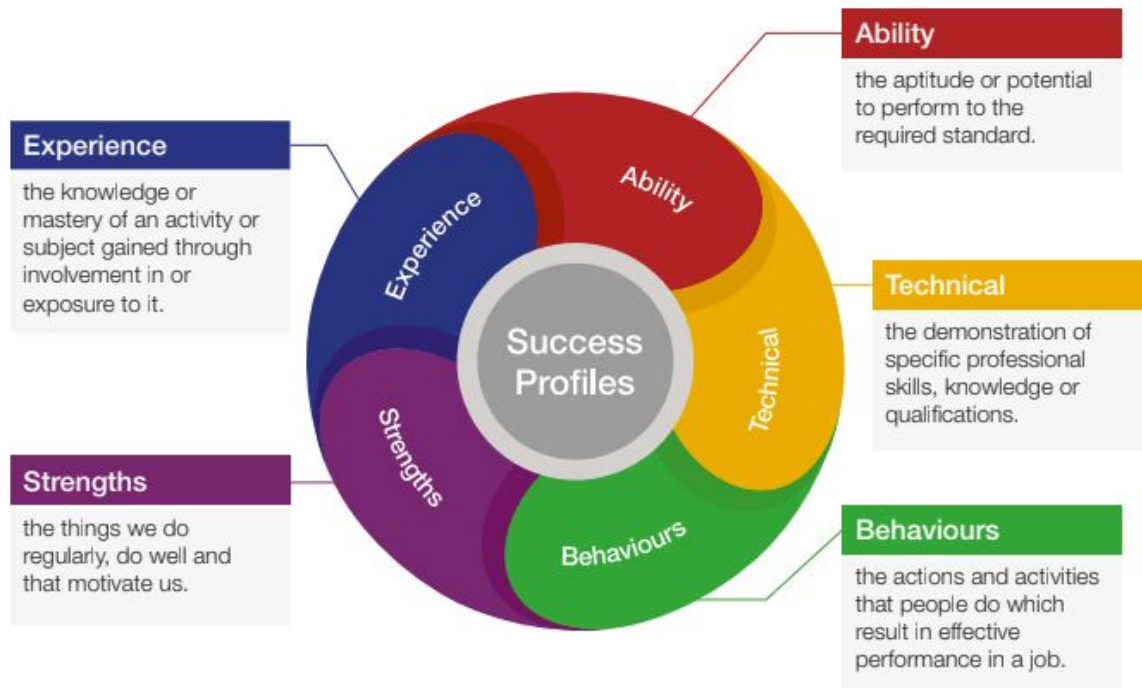 Ability
the aptitude or potential
to perform to the
required standard.
Experience
the knowledge or
mastery of an activity or
subject gained through
involvement in or
exposure to it.
Ability
Experience
Technical
the demonstration of
specific professional
skills, knowledge or
qualifications.
Success
Profiles
Technical
Strengths
Strengths
the things we do
regularly, do well and
that motivate us.
Behaviours
Behaviours
the actions and activities
that people do which
result in effective
performance in a job.